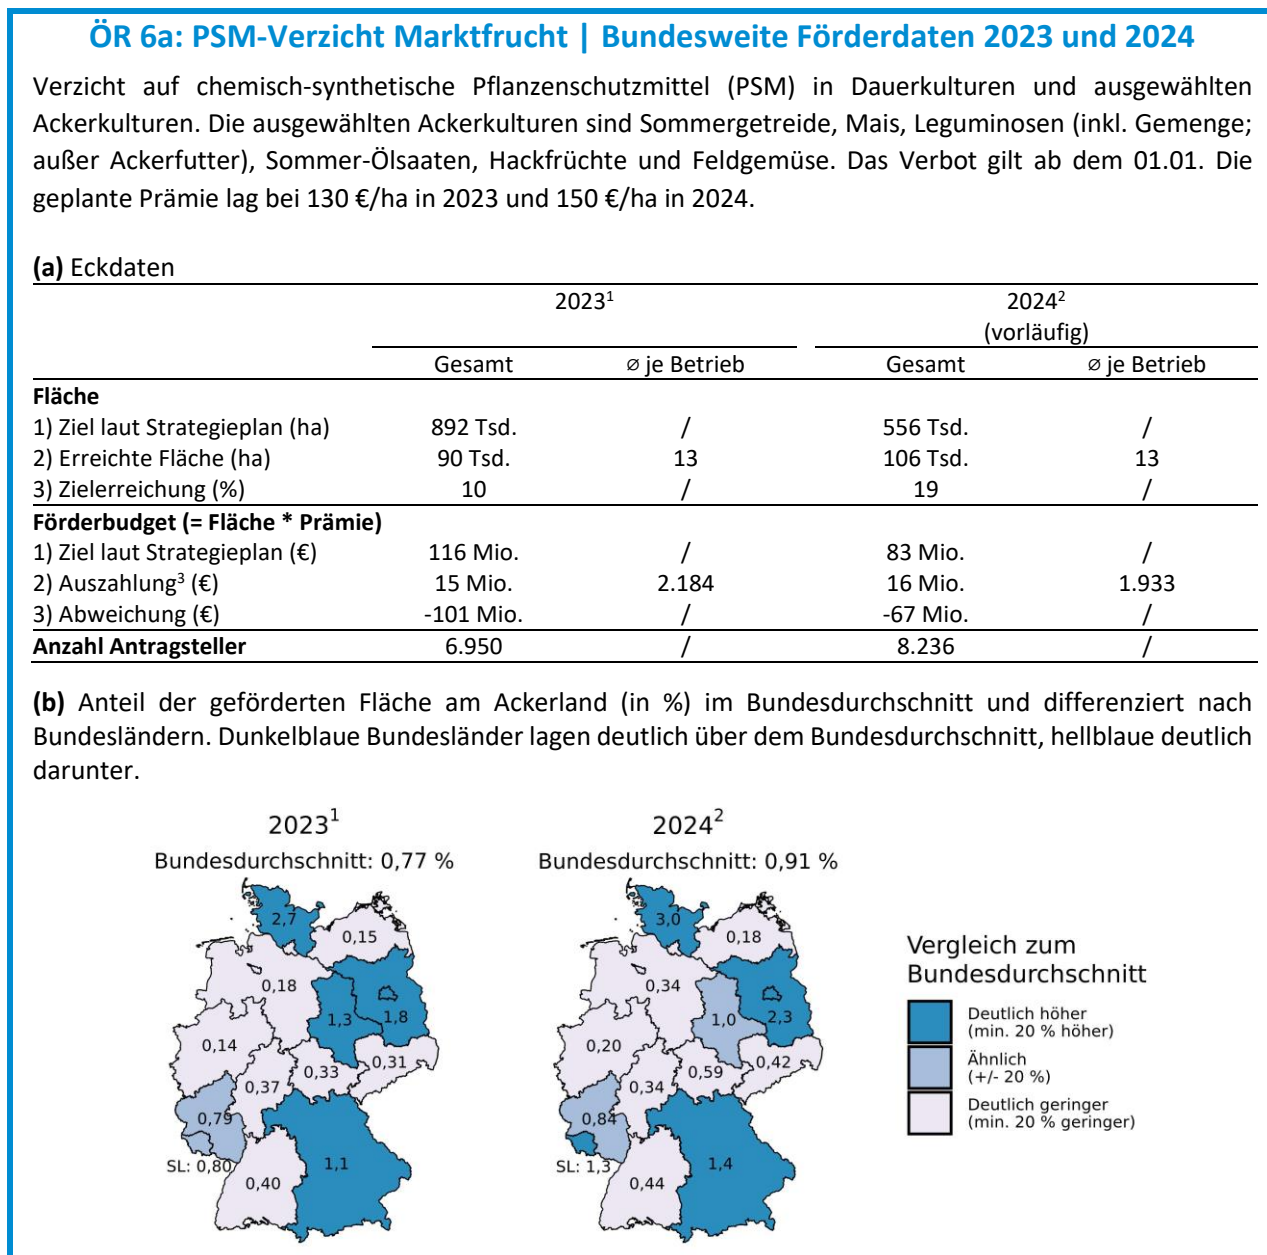 ÖR 6a: PSM-Verzicht Marktfrucht | Bundesweite Förderdaten 2023 und 2024
Verzicht auf chemisch-synthetische Pflanzenschutzmittel (PSM) in Dauerkulturen und ausgewählten
Ackerkulturen. Die ausgewählten Ackerkulturen sind Sommergetreide, Mais, Leguminosen (inkl. Gemenge;
außer Ackerfutter), Sommer-Ölsaaten, Hackfrüchte und Feldgemüse. Das Verbot gilt ab dem 01.01. Die
geplante Prämie lag bei 130 €/ha in 2023 und 150 €/ha in 2024.
(a) Eckdaten
2023¹ 2024²
(vorläufig)
Gesamt ⌀ je Betrieb Gesamt ⌀ je Betrieb
Fläche
1) Ziel laut Strategieplan (ha) 892 Tsd. / 556 Tsd. /
2) Erreichte Fläche (ha) 90 Tsd. 13 106 Tsd. 13
3) Zielerreichung (%) 10 / 19 /
Förderbudget (= Fläche * Prämie)
1) Ziel laut Strategieplan (€) 116 Mio. / 83 Mio. /
2) Auszahlung³ (€) 15 Mio. 2.184 16 Mio. 1.933
3) Abweichung (€) -101 Mio. / -67 Mio. /
Anzahl Antragsteller 6.950 / 8.236 /
(b) Anteil der geförderten Fläche am Ackerland (in %) im Bundesdurchschnitt und differenziert nach
Bundesländern. Dunkelblaue Bundesländer lagen deutlich über dem Bundesdurchschnitt, hellblaue deutlich
darunter.
2023¹
Bundesdurchschnitt: 0,77 %
2,7
0,15
0,18
1,3
1,8
0,14
0,37
0,33
0,31
0,79
SL: 0,80
0,40
1,1
2024²
Bundesdurchschnitt: 0,91 %
3,0
0,18
0,34
1,0
2,3
0,20
0,34
0,59
0,42
0,84
SL: 1,3
0,44
1,4
Vergleich zum
Bundesdurchschnitt
Deutlich höher
(min. 20 % höher)
Ähnlich
(+/- 20 %)
Deutlich geringer
(min. 20 % geringer)